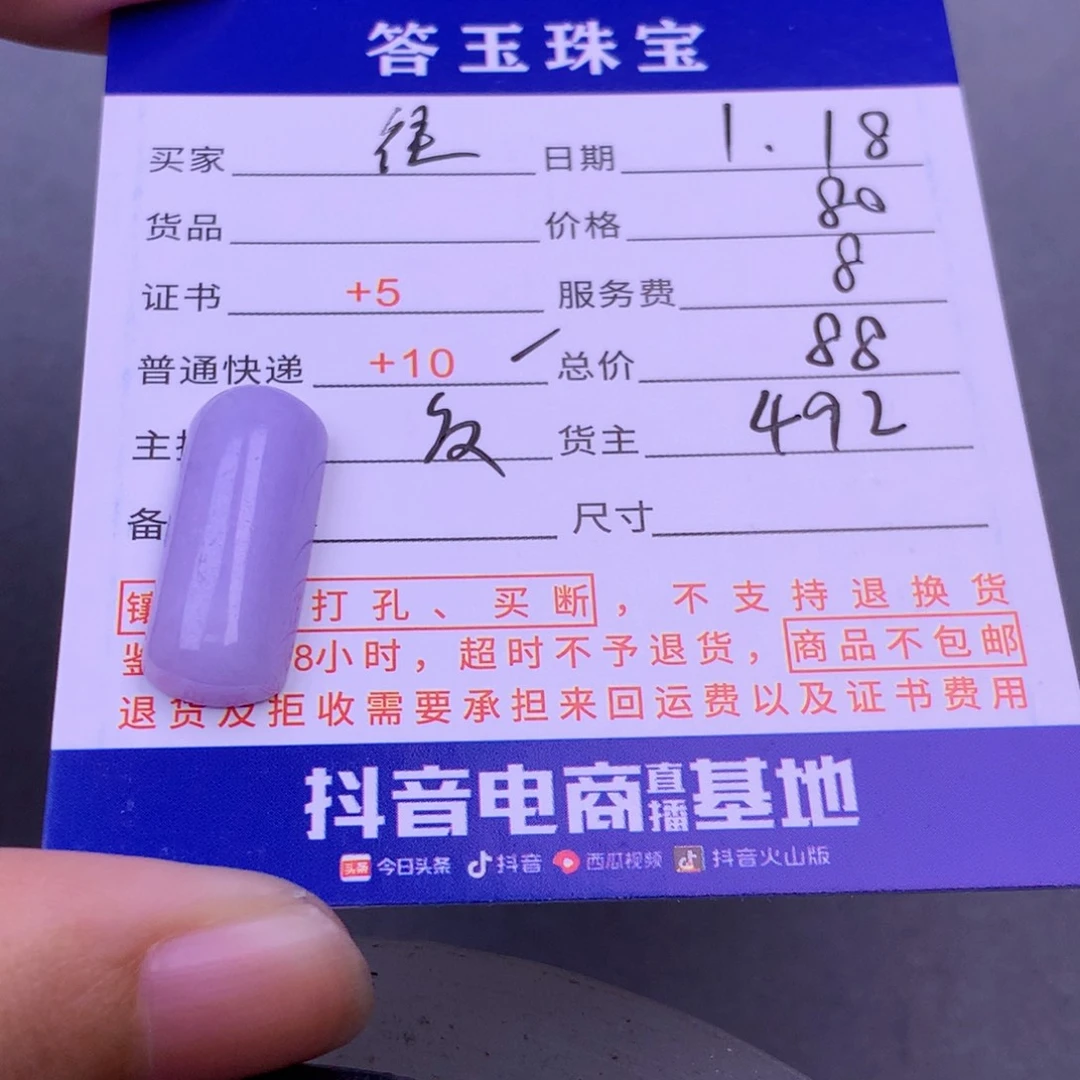 答玉珠宝
买家 日期 1.18
货品 价格 80
证书 +5 服务费 8
普通快递 +10 总价 88
主 货主 492
备 尺寸
打孔、买断，不支持退换货
8小时，超时不予退货，商品不包邮
退货及拒收需要承担来回运费以及证书费用
抖音电商直播基地
头条 今日头条 抖音 西瓜视频 抖音火山版